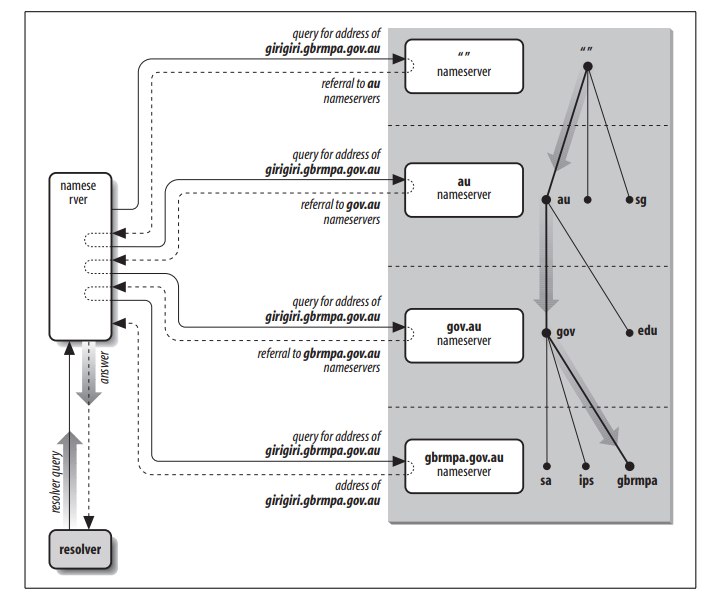 query for address of
girigiri.gbrmpa.gov.au
referral to au
nameservers
“ ”
nameserver
“ ”
query for address of
girigiri.gbrmpa.gov.au
referral to gov.au
nameservers
au
nameserver
au
sg
namese
rver
query for address of
girigiri.gbrmpa.gov.au
referral to gbrmpa.gov.au
nameservers
gov.au
nameserver
gov
edu
answer
query for address of
girigiri.gbrmpa.gov.au
address of
girigiri.gbrmpa.gov.au
gbrmpa.gov.au
nameserver
sa
ips
gbrmpa
resolver query
resolver